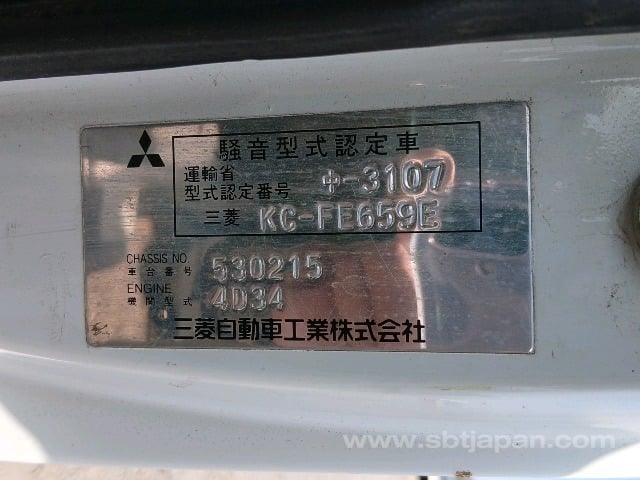 騒音型式認定車
運輸省
型式認定番号 中-3107
三菱 KC-FE659E
CHASSIS NO. 530215
車台番号
ENGINE 4D34
機関型式
三菱自動車工業株式会社
www.sbtjapan.com